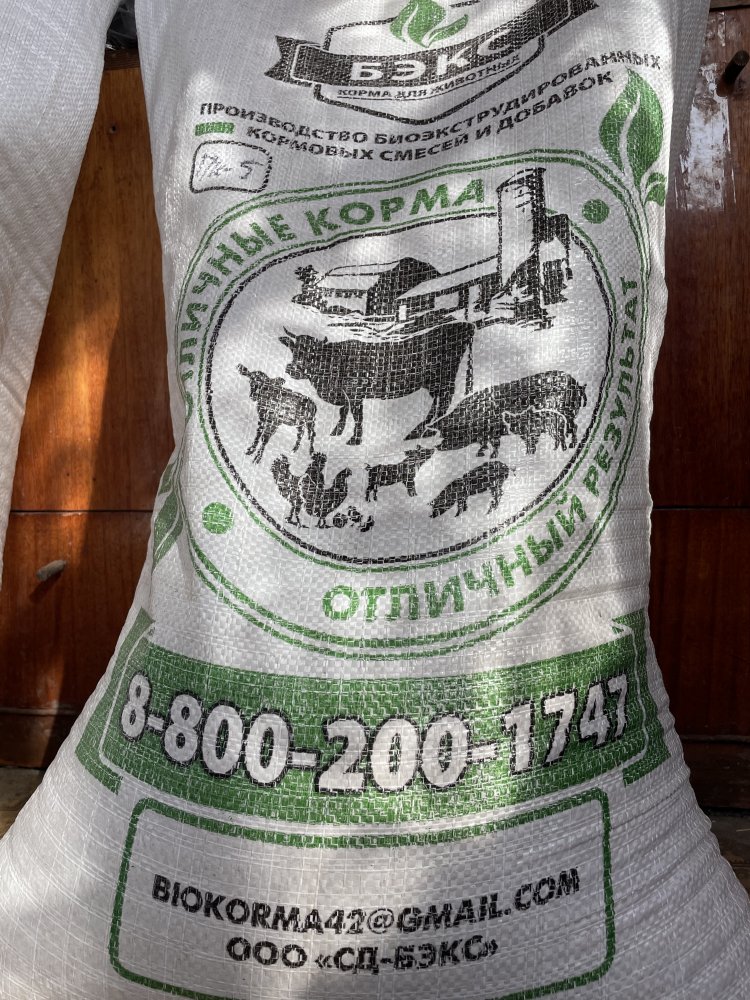 БЭКС
КОРМА ДЛЯ ЖИВОТНЫХ
ПРОИЗВОДСТВО БИОЭКСТРУДИРОВАННЫХ
КОРМОВЫХ СМЕСЕЙ И ДОБАВОК
КОРМА
ОТЛИЧНЫЙ РЕЗУЛЬТАТ
8-800-200-1747
BIOKORMA42@GMAIL.COM
ООО «СД-БЭКС»